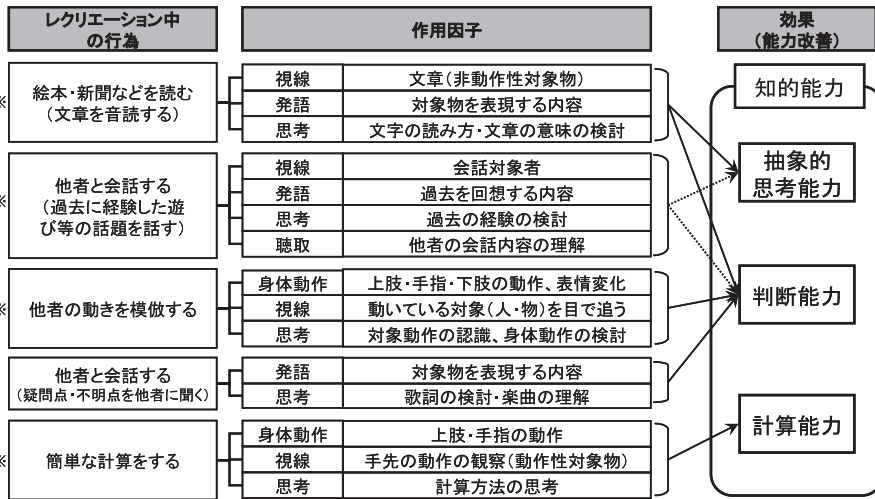 レクリエーション中
の行為
作用因子
効果
（能力改善）
※
絵本・新聞などを読む
（文章を音読する）
視線
文章（非動作性対象物）
発語
対象物を表現する内容
思考
文字の読み方・文章の意味の検討
※
他者と会話する
（過去に経験した遊
び等の話題を話す）
視線
会話対象者
発語
過去を回想する内容
思考
過去の経験の検討
聴取
他者の会話内容の理解
※
他者の動きを模倣する
身体動作
上肢・手指・下肢の動作、表情変化
視線
動いている対象（人・物）を目で追う
思考
対象動作の認識、身体動作の検討
他者と会話する
（疑問点・不明点を他者に聞く）
発語
対象物を表現する内容
思考
歌詞の検討・楽曲の理解
※
簡単な計算をする
身体動作
上肢・手指の動作
視線
手先の動作の観察（動作性対象物）
思考
計算方法の思考
知的能力
抽象的
思考能力
判断能力
計算能力